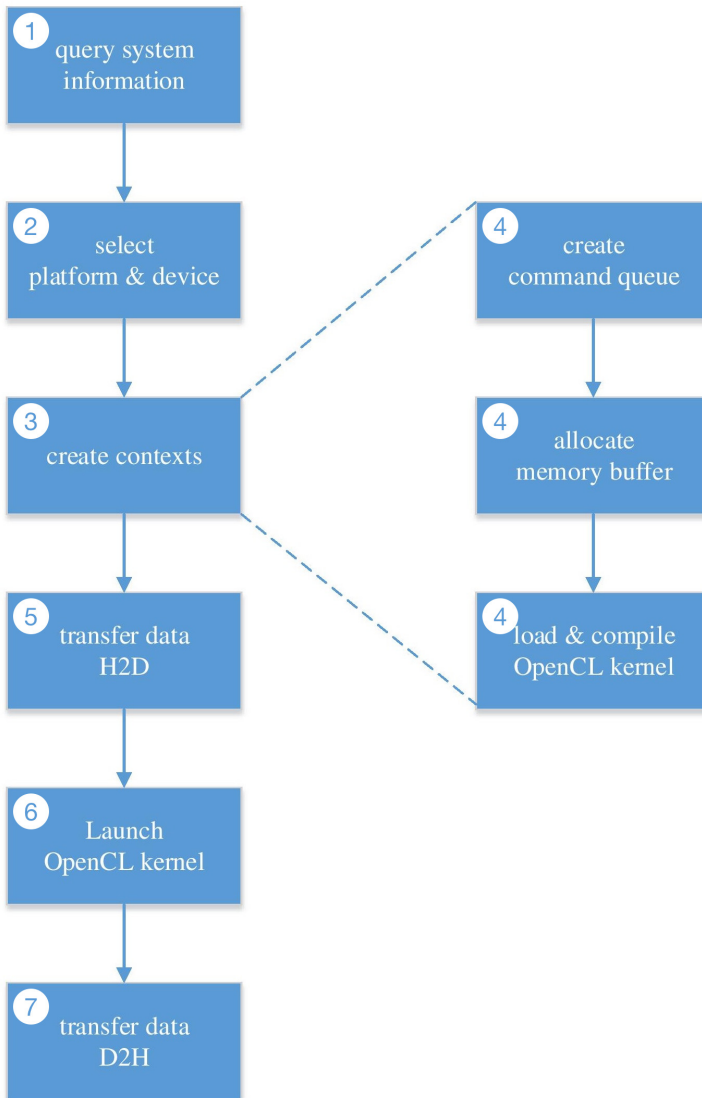 1
query system
information
2
select
platform & device
3
create contexts
4
create
command queue
4
allocate
memory buffer
4
load & compile
OpenCL kernel
5
transfer data
H2D
6
Launch
OpenCL kernel
7
transfer data
D2H